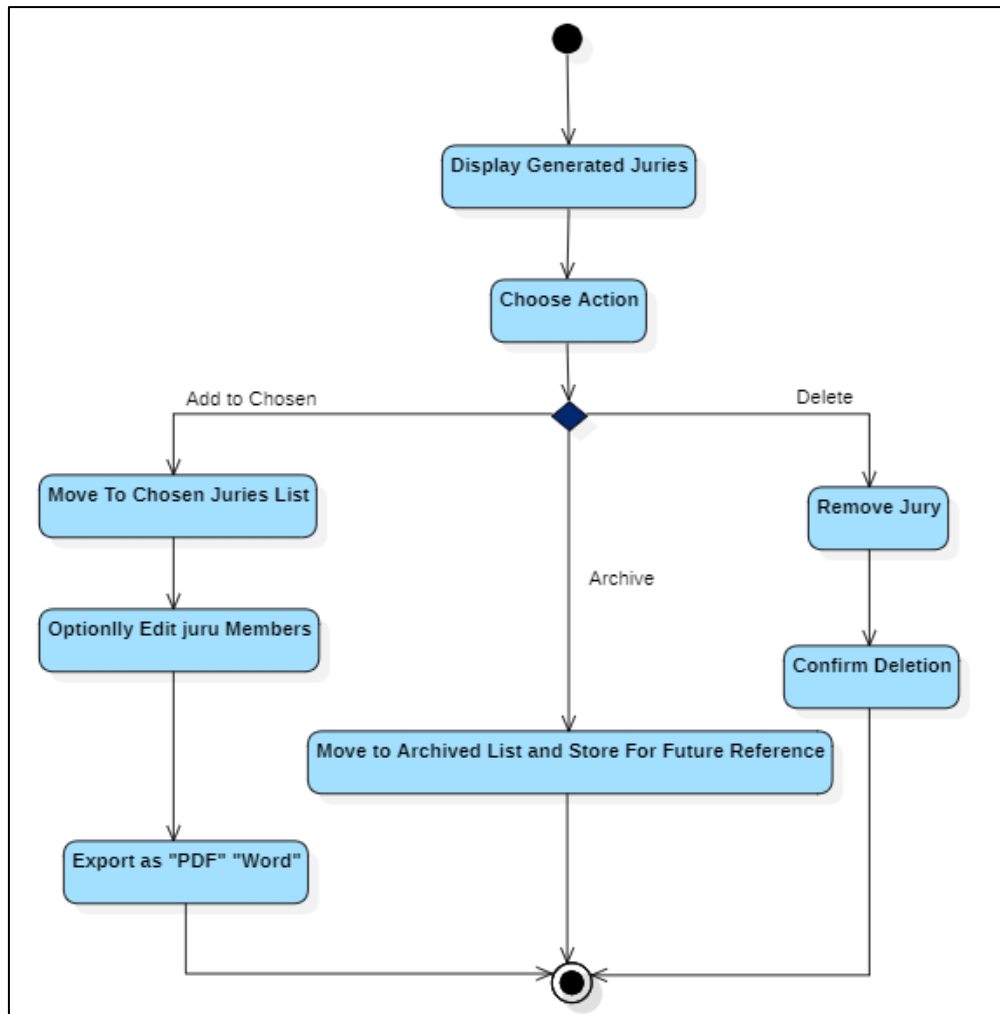 Display Generated Juries
Choose Action
Add to Chosen
Delete
Move To Chosen Juries List
Remove Jury
Archive
Optionlly Edit juru Members
Confirm Deletion
Move to Archived List and Store For Future Reference
Export as "PDF" "Word"